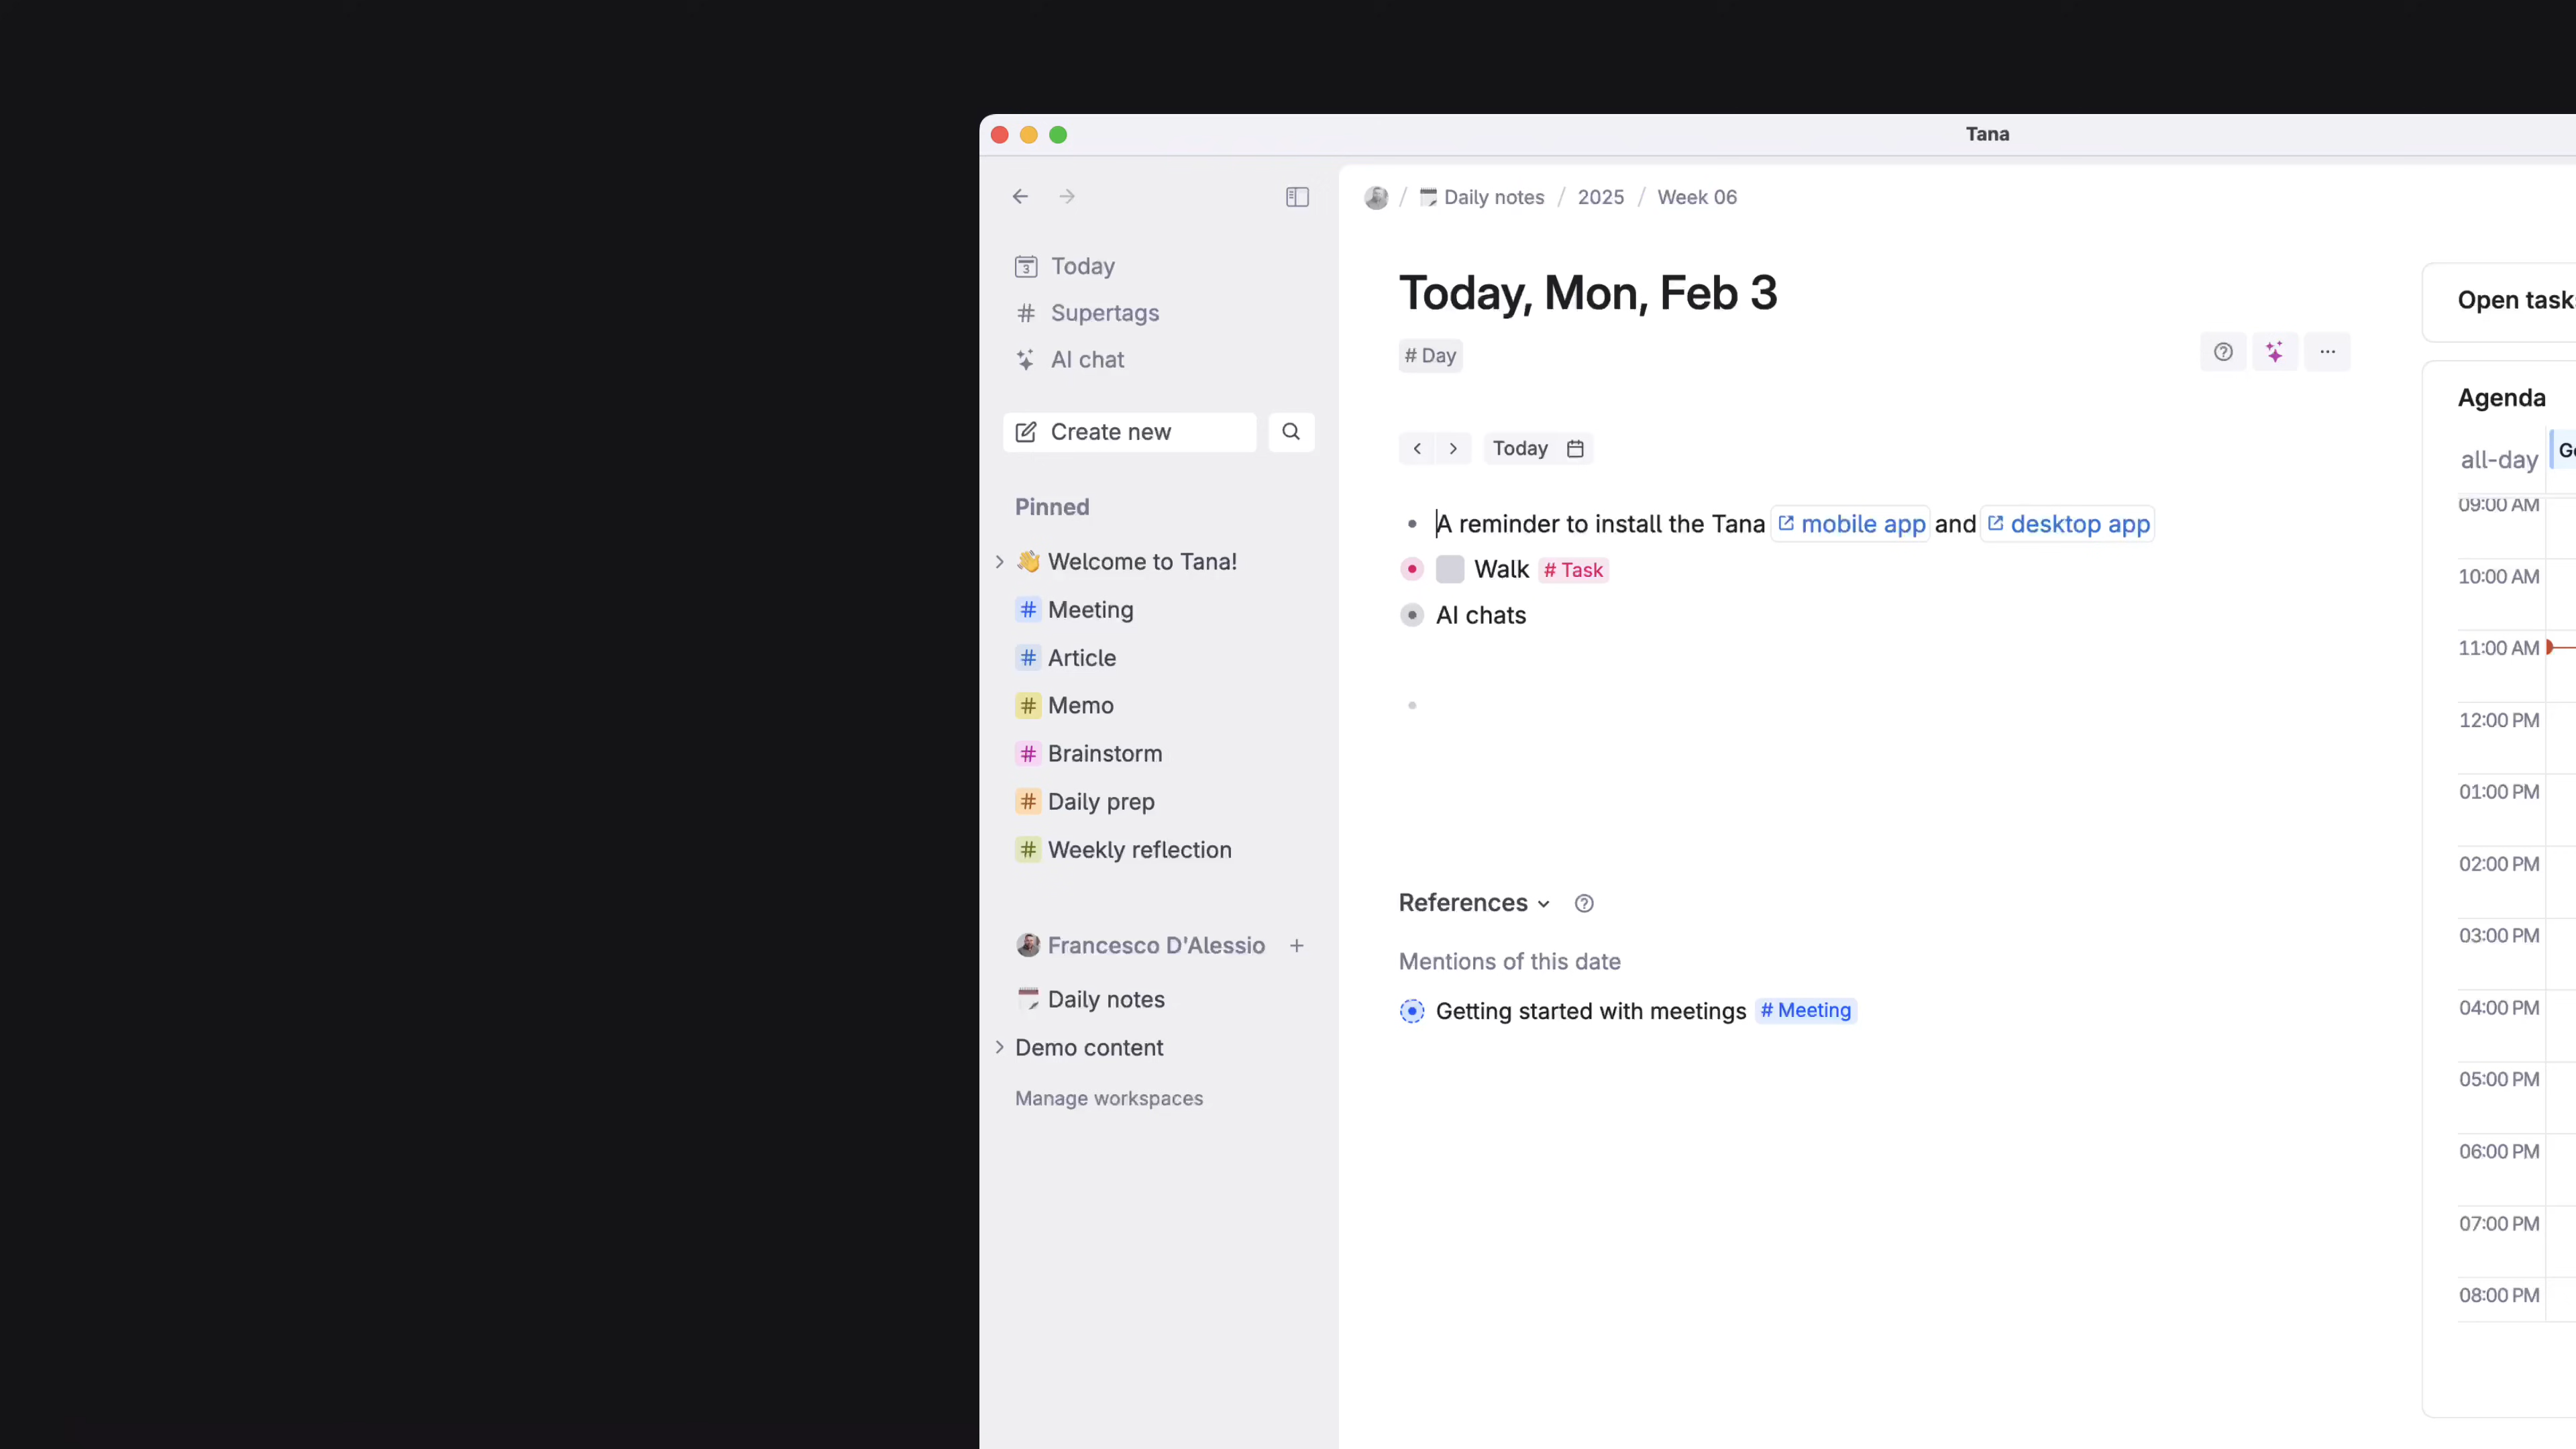 Tana
/ Daily notes / 2025 / Week 06
3 Today
# Supertags
AI chat
Create new
Pinned
👋 Welcome to Tana!
# Meeting
# Article
# Memo
# Brainstorm
# Daily prep
# Weekly reflection
Francesco D'Alessio +
Daily notes
Demo content
Manage workspaces
Today, Mon, Feb 3
# Day
Today
A reminder to install the Tana mobile app and desktop app
Walk # Task
AI chats
References
Mentions of this date
Getting started with meetings # Meeting
Open task
Agenda
all-day
09:00 AM
10:00 AM
11:00 AM
12:00 PM
01:00 PM
02:00 PM
03:00 PM
04:00 PM
05:00 PM
06:00 PM
07:00 PM
08:00 PM